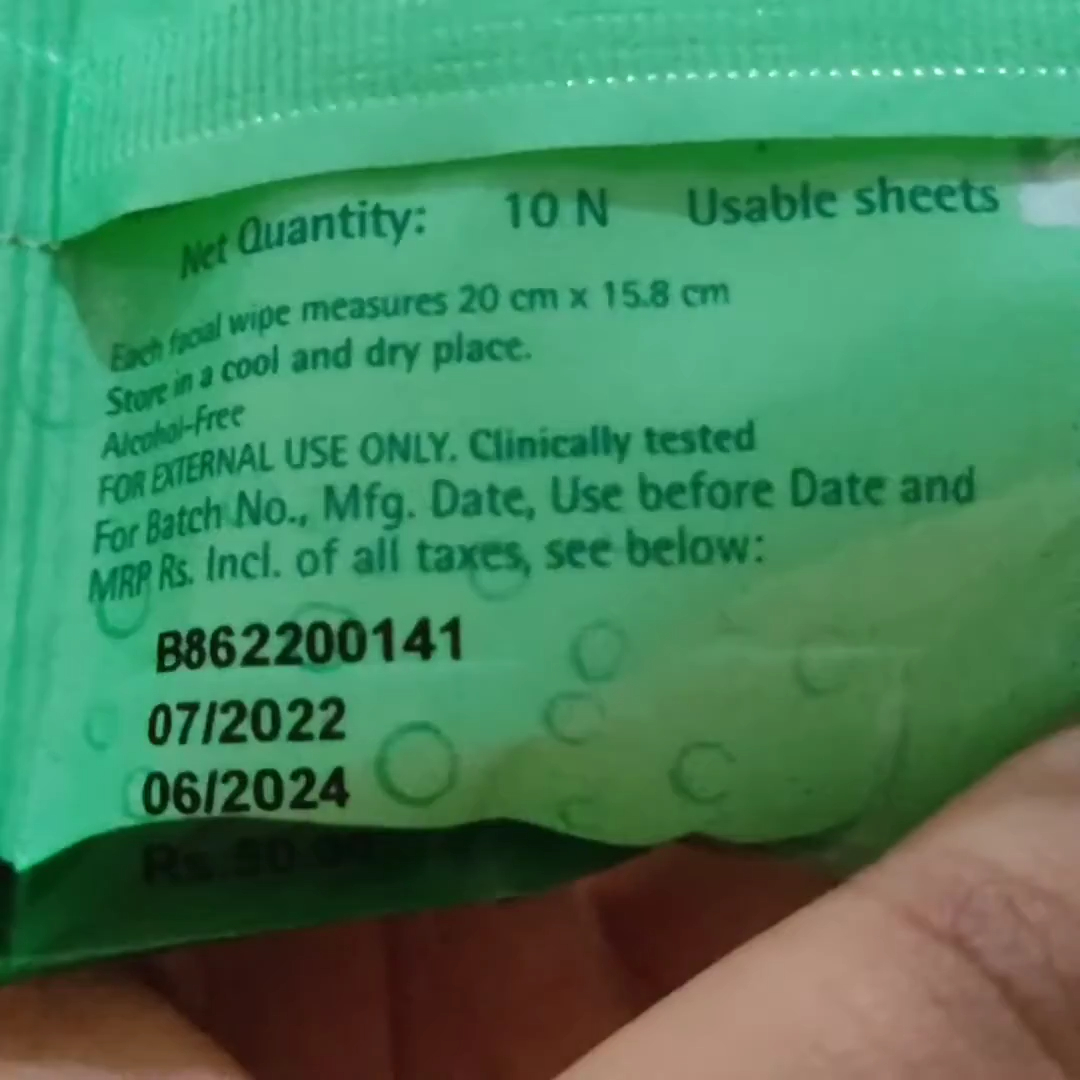 Net Quantity: 10 N Usable sheets
Each facial wipe measures 20 cm x 15.8 cm
Store in a cool and dry place.
Alcohol-Free
FOR EXTERNAL USE ONLY. Clinically tested
For Batch No., Mfg. Date, Use before Date and
MRP Rs. Incl. of all taxes, see below:
B862200141
07/2022
06/2024
Rs.